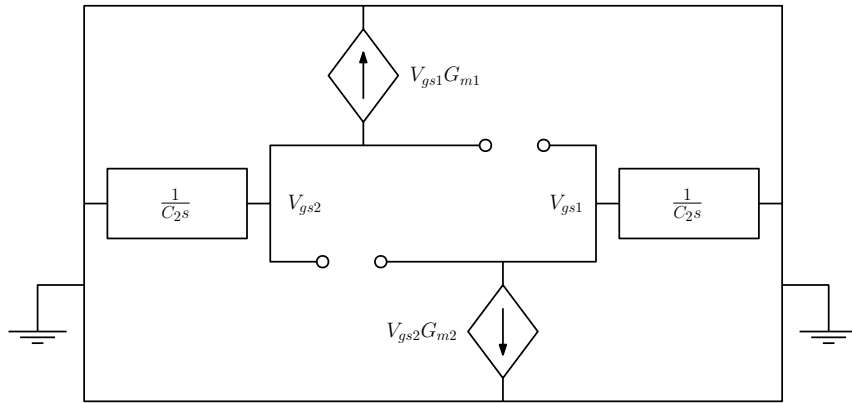 V_{gs1}G_{m1}
\frac{1}{C_2s}
V_{gs2}
V_{gs1}
\frac{1}{C_2s}
V_{gs2}G_{m2}